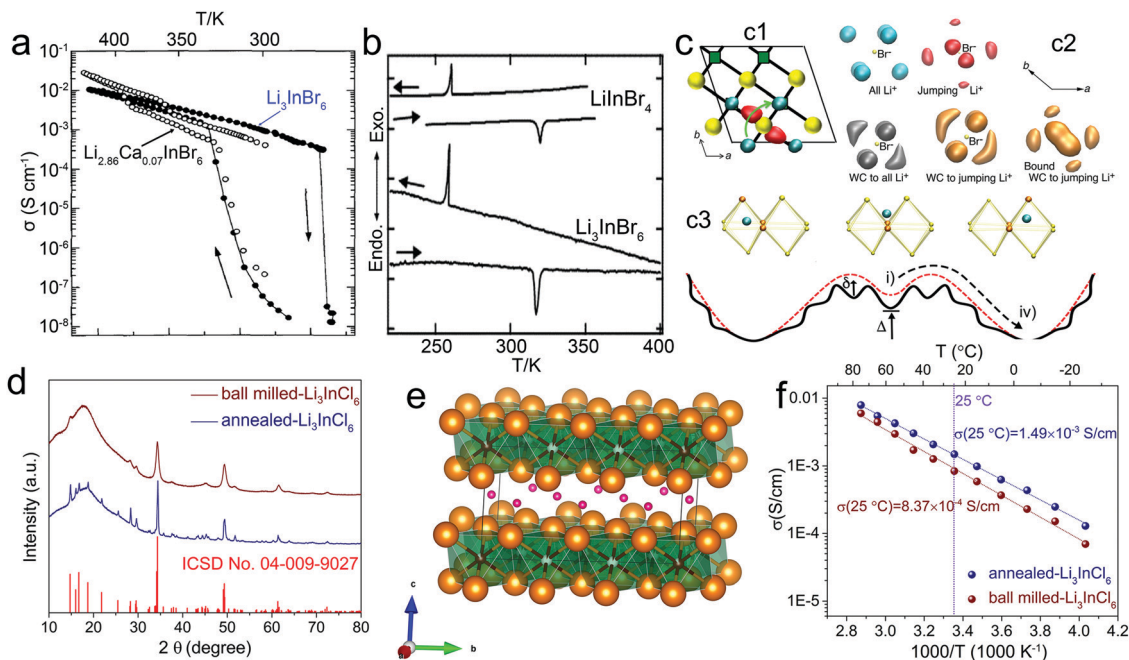 a
T/K
400 350 300
10⁻¹
10⁻²
10⁻³
10⁻⁴
10⁻⁵
10⁻⁶
10⁻⁷
10⁻⁸
σ (S cm⁻¹)
Li₃InBr₆
Li₂.₈₆Ca₀.₀₇InBr₆
b
Endo. Exo.
LiInBr₄
Li₃InBr₆
250 300 350 400
T/K
c
c1
b
a
c2
Br⁻
All Li⁺
Br⁻
Jumping Li⁺
b
a
Br⁻
WC to all Li⁺
Br⁻
WC to jumping Li⁺
Bound
WC to jumping Li⁺
c3
δ
i)
Δ
iv)
d
Intensity (a.u.)
ball milled-Li₃InCl₆
annealed-Li₃InCl₆
ICSD No. 04-009-9027
10 20 30 40 50 60 70 80
2 θ (degree)
e
c
b
f
T (°C)
100 80 60 40 20 0 -20
25 °C
σ(25 °C)=1.49×10⁻³ S/cm
σ(25 °C)=8.37×10⁻⁴ S/cm
annealed-Li₃InCl₆
ball milled-Li₃InCl₆
0.01
1E-3
1E-4
1E-5
σ(S/cm)
2.8 3.0 3.2 3.4 3.6 3.8 4.0 4.2
1000/T (1000 K⁻¹)